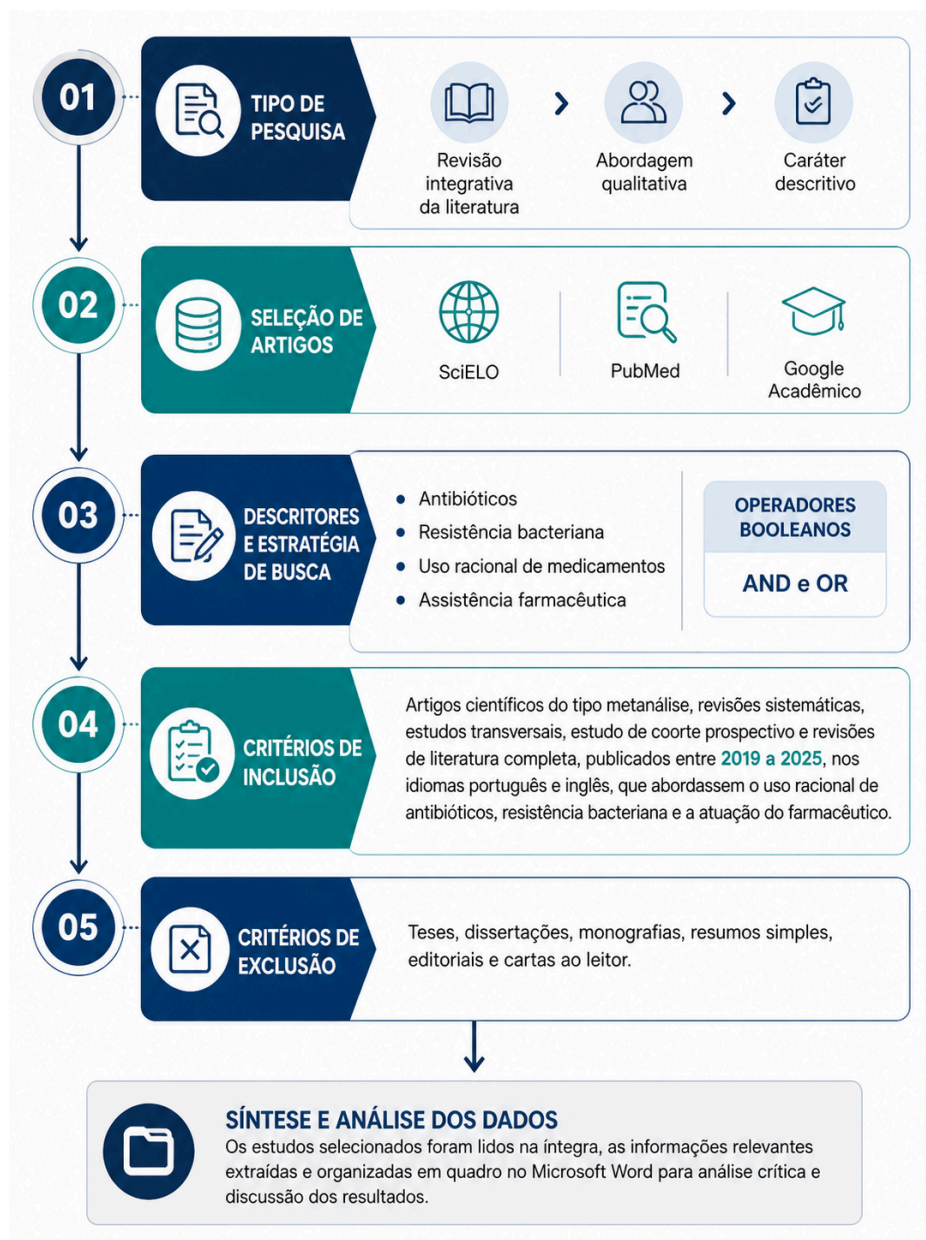 01
TIPO DE
PESQUISA
Revisão
integrativa
da literatura
Abordagem
qualitativa
Caráter
descritivo
02
SELEÇÃO DE
ARTIGOS
SciELO
PubMed
Google
Acadêmico
03
DESCRITORES
E ESTRATÉGIA
DE BUSCA
Antibióticos
Resistência bacteriana
Uso racional de medicamentos
Assistência farmacêutica
OPERADORES
BOOLEANOS
AND e OR
04
CRITÉRIOS DE
INCLUSÃO
Artigos científicos do tipo metanálise, revisões sistemáticas,
estudos transversais, estudo de coorte prospectivo e revisões
de literatura completa, publicados entre 2019 a 2025, nos
idiomas português e inglês, que abordassem o uso racional de
antibióticos, resistência bacteriana e a atuação do farmacêutico.
05
CRITÉRIOS DE
EXCLUSÃO
Teses, dissertações, monografias, resumos simples,
editoriais e cartas ao leitor.
SÍNTESE E ANÁLISE DOS DADOS
Os estudos selecionados foram lidos na íntegra, as informações relevantes
extraídas e organizadas em quadro no Microsoft Word para análise crítica e
discussão dos resultados.